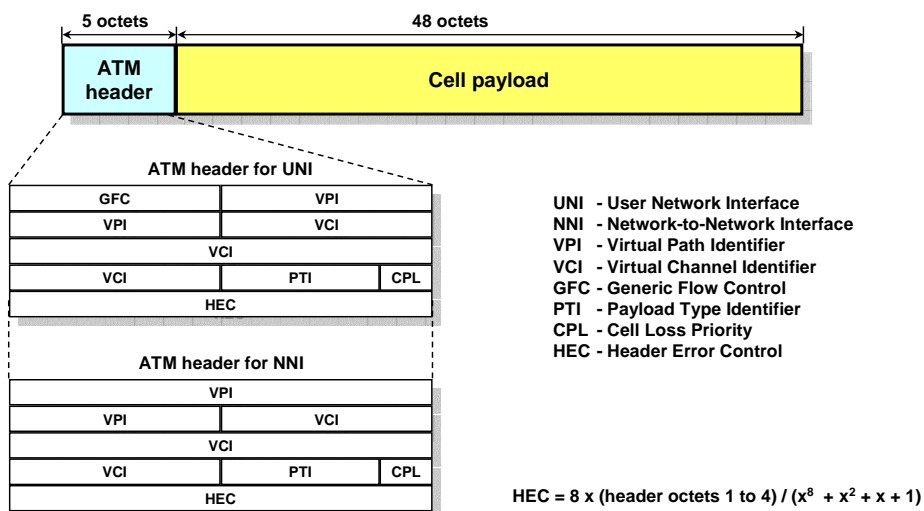 5 octets
48 octets
ATM
header
Cell payload
ATM header for UNI
GFC VPI
VPI VCI
VCI
VCI PTI CPL
HEC
ATM header for NNI
VPI
VPI VCI
VCI
VCI PTI CPL
HEC
UNI - User Network Interface
NNI - Network-to-Network Interface
VPI - Virtual Path Identifier
VCI - Virtual Channel Identifier
GFC - Generic Flow Control
PTI - Payload Type Identifier
CPL - Cell Loss Priority
HEC - Header Error Control
HEC = 8 x (header octets 1 to 4) / (x⁸ + x² + x + 1)